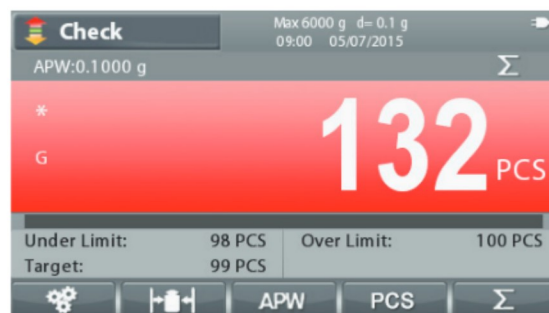 Check
Max 6000 g d= 0.1 g
09:00 05/07/2015
APW:0.1000 g Σ
*
132 PCS
G
Under Limit: 98 PCS Over Limit: 100 PCS
Target: 99 PCS
APW PCS Σ